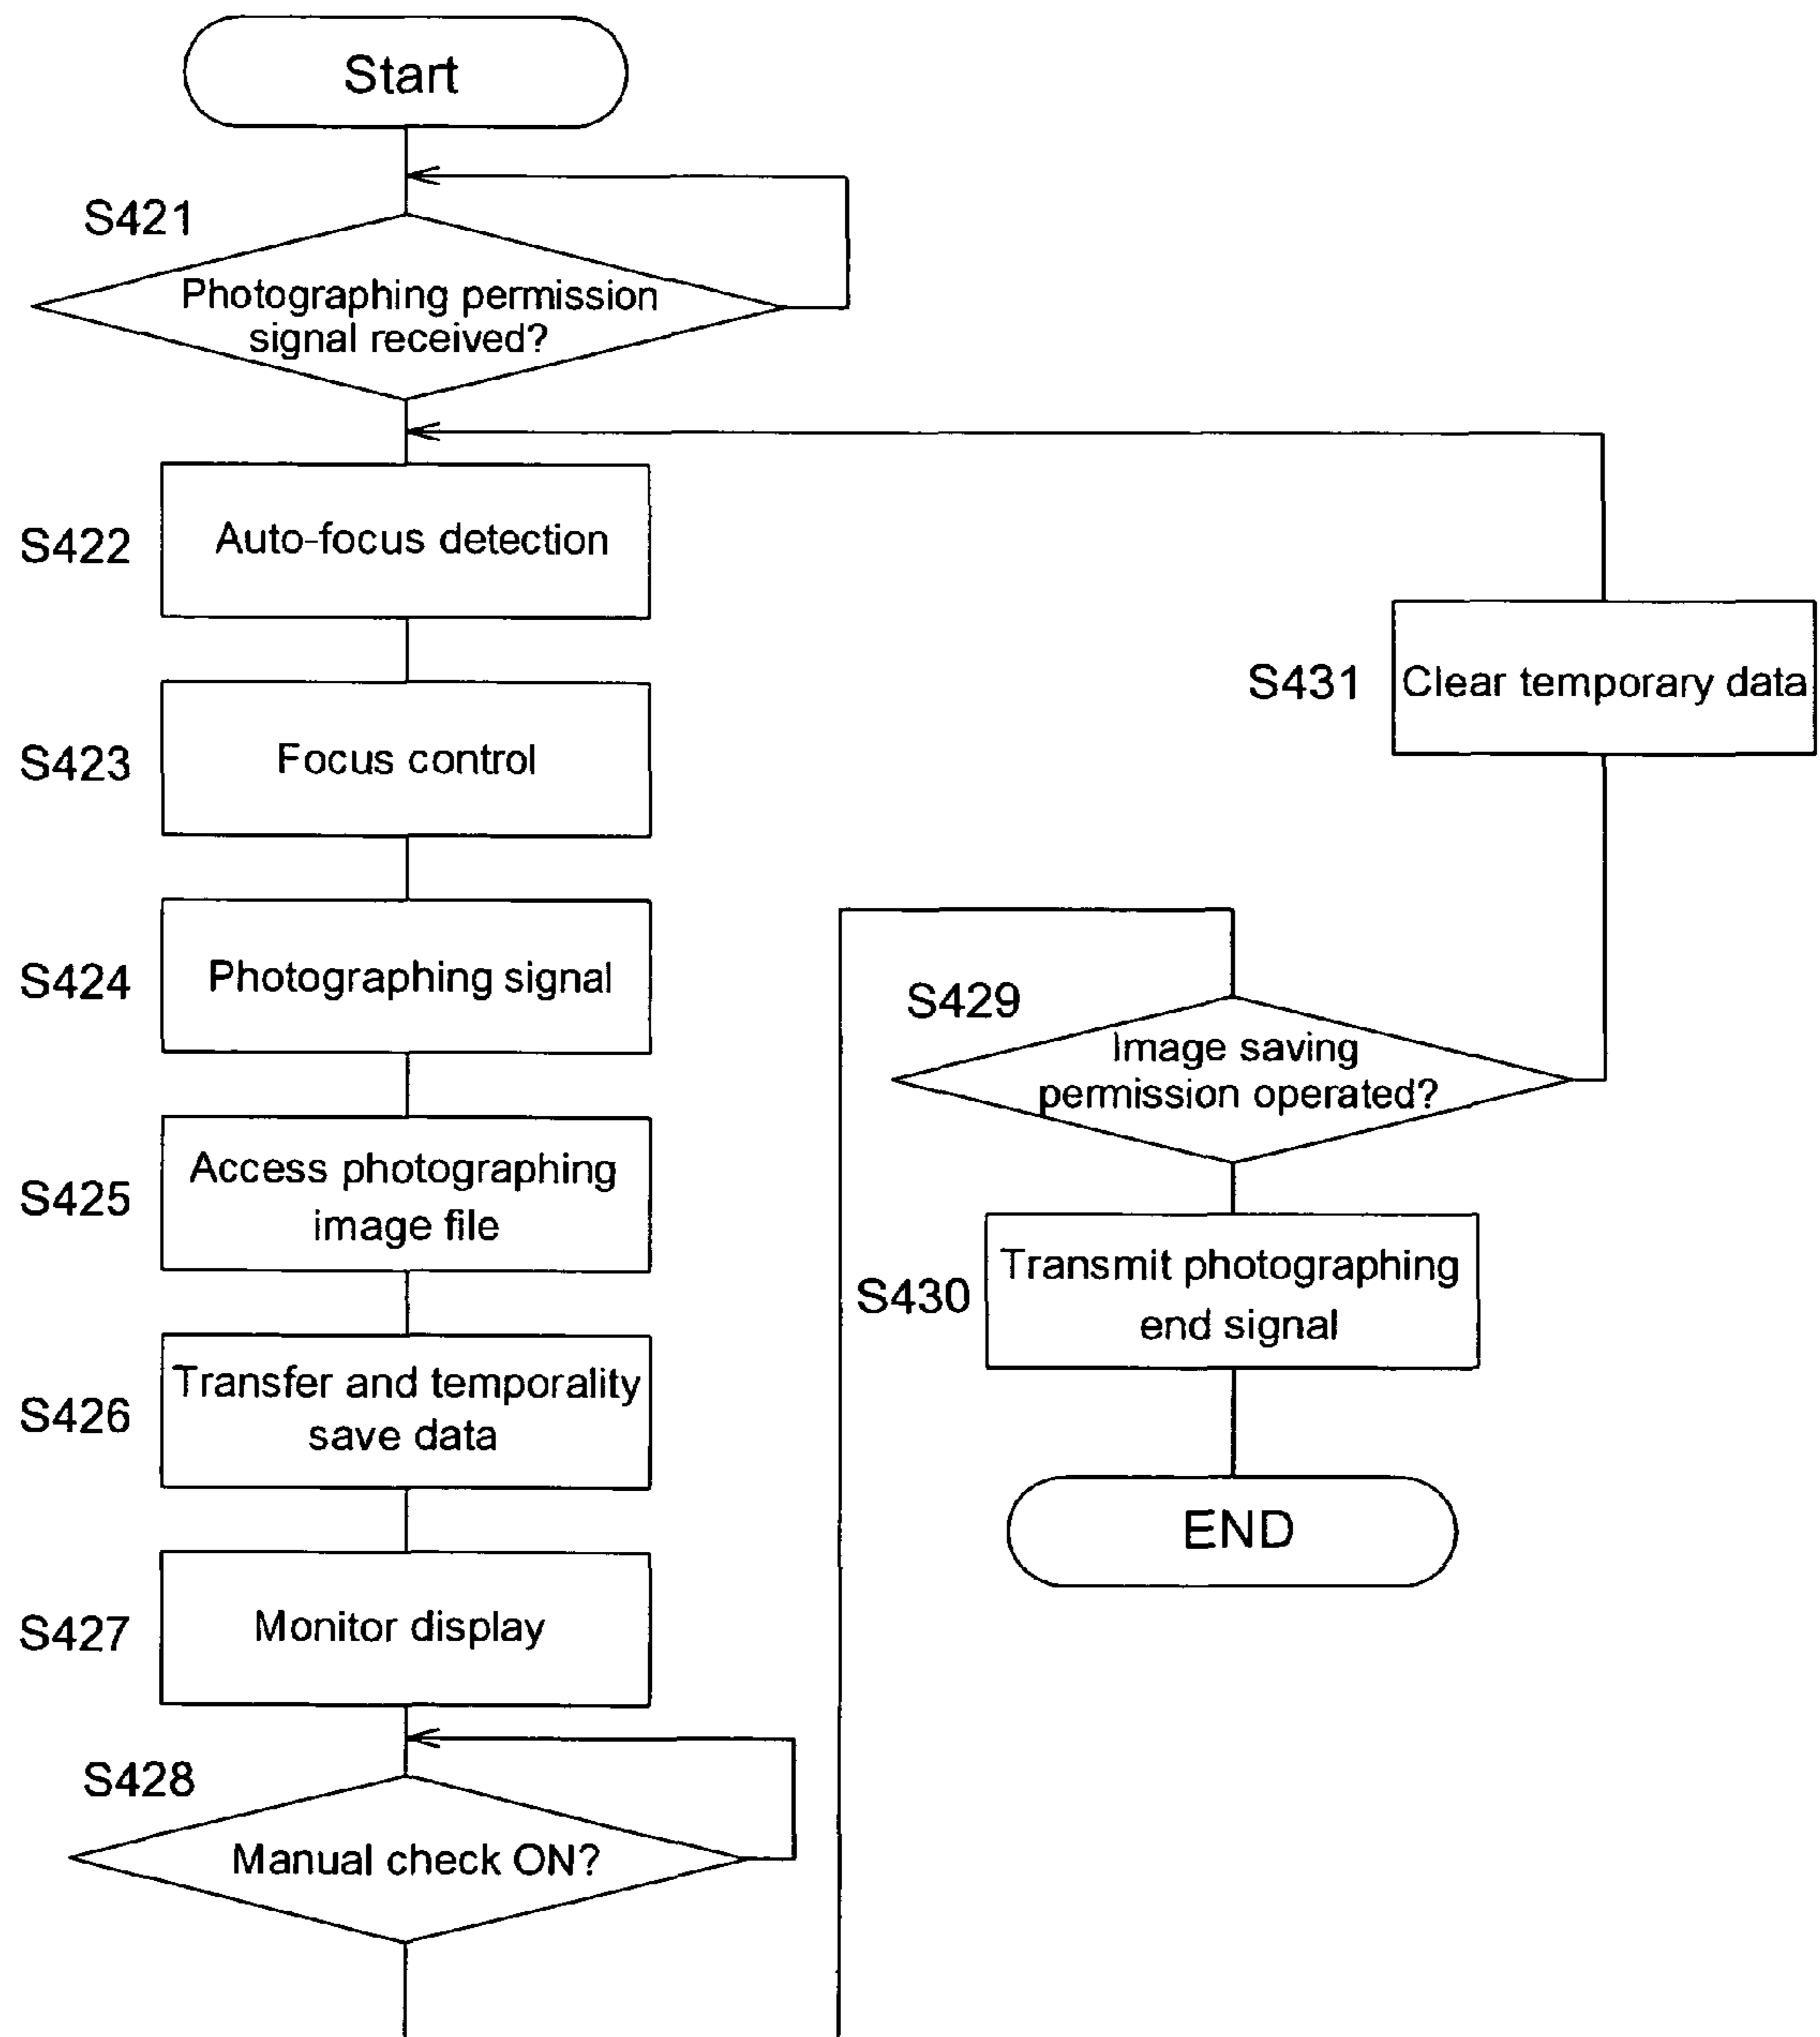 Start
S421
Photographing permission
signal received?
S422
Auto-focus detection
S423
Focus control
S424
Photographing signal
S425
Access photographing
image file
S426
Transfer and temporality
save data
S427
Monitor display
S428
Manual check ON?
S429
Image saving
permission operated?
S430
Transmit photographing
end signal
END
S431
Clear temporary data